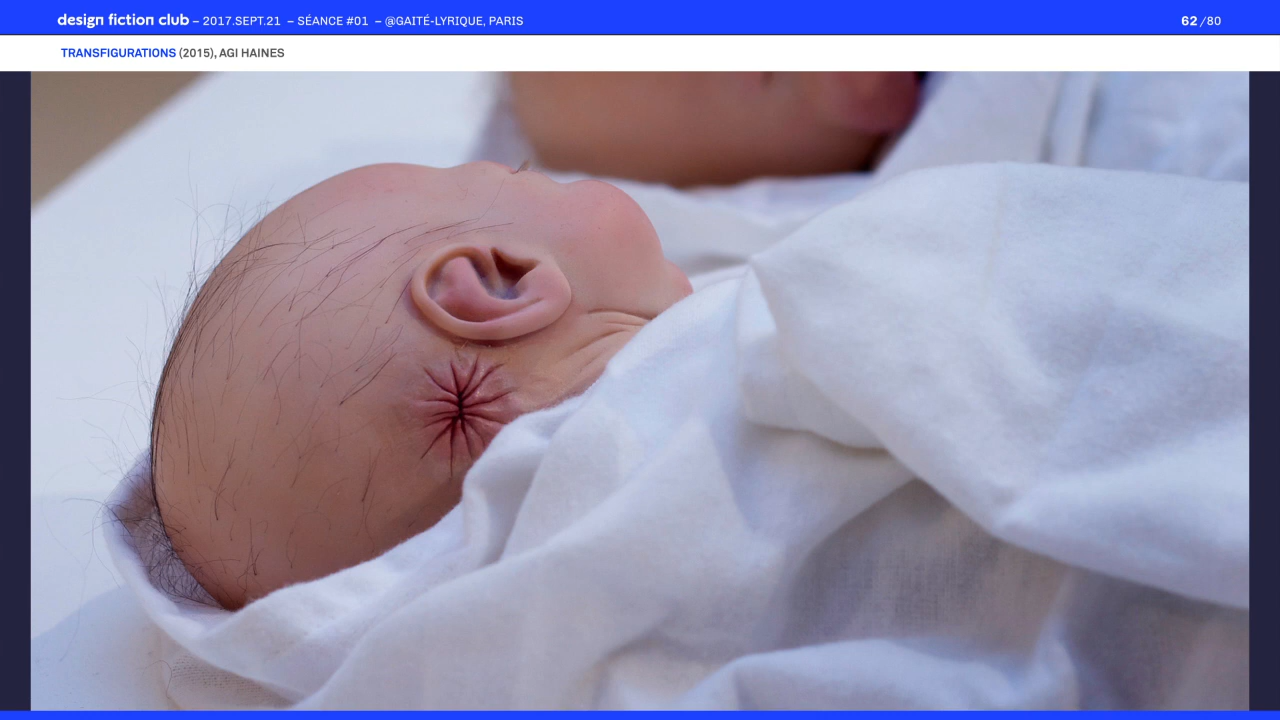 design fiction club – 2017.SEPT.21 – SÉANCE #01 – @GAITÉ-LYRIQUE, PARIS 62/80
TRANSFIGURATIONS (2015), AGI HAINES